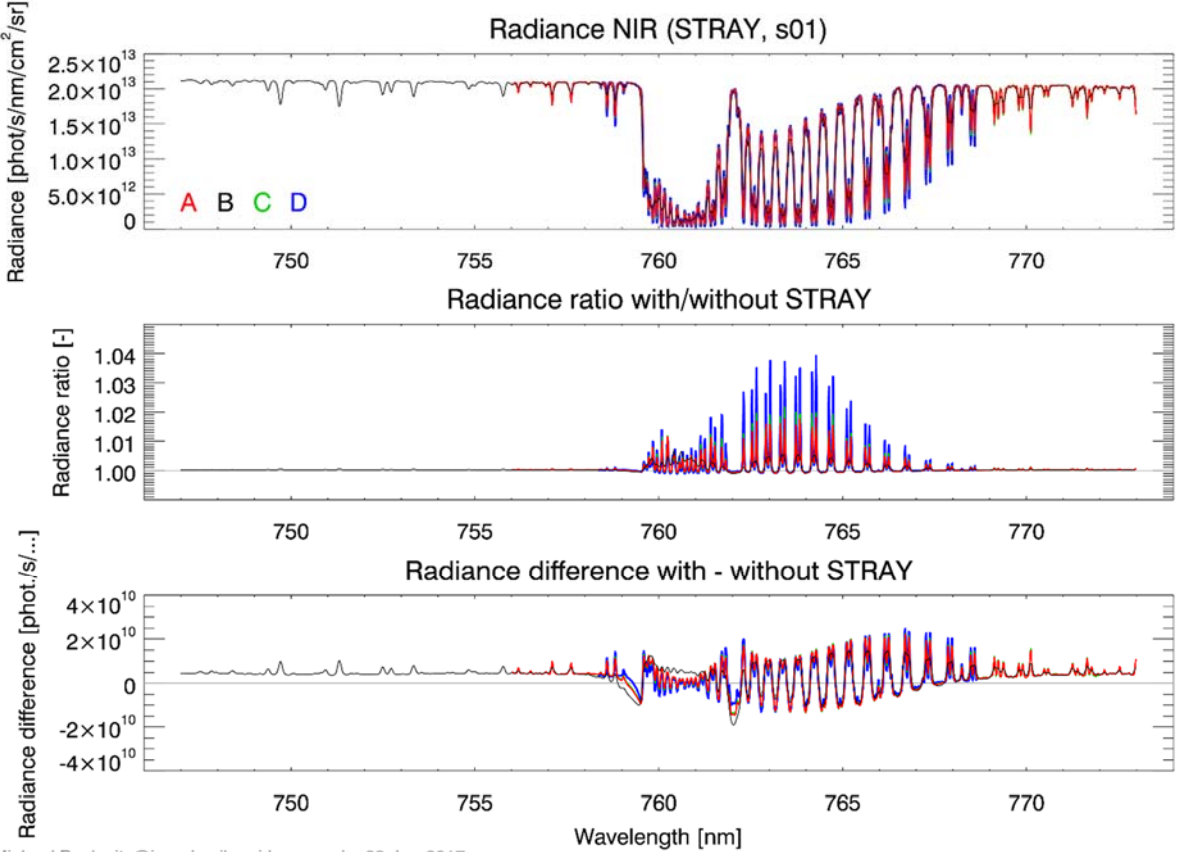 Radiance NIR (STRAY, s01)
Radiance [phot/s/nm/cm²/sr]
2.5×10¹³
2.0×10¹³
1.5×10¹³
1.0×10¹³
5.0×10¹²
0
A B C D
750 755 760 765 770
Radiance ratio with/without STRAY
Radiance ratio [-]
1.04
1.03
1.02
1.01
1.00
750 755 760 765 770
Radiance difference with - without STRAY
Radiance difference [phot./s/...]
4×10¹⁰
2×10¹⁰
0
-2×10¹⁰
-4×10¹⁰
750 755 760 765 770
Wavelength [nm]